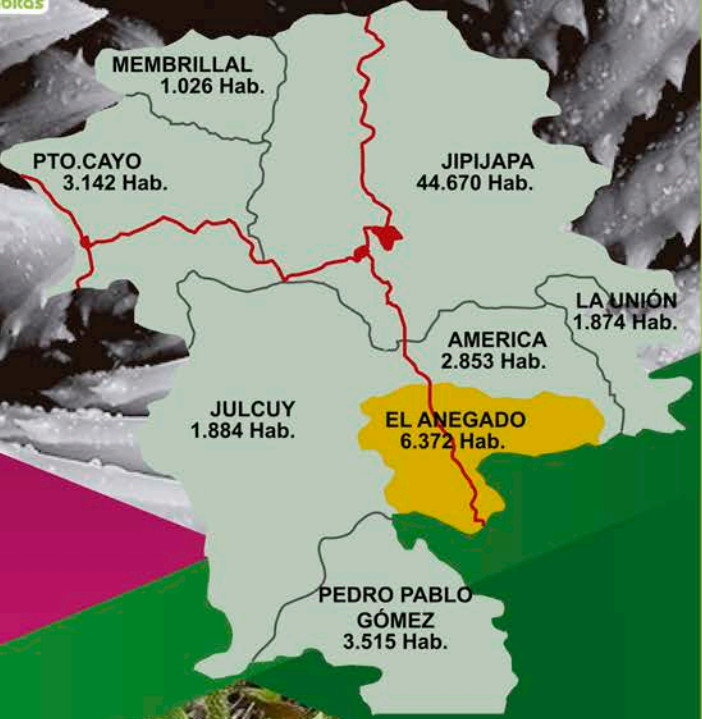 MEMBRILLAL
1.026 Hab.
PTO.CAYO
3.142 Hab.
JIPIJAPA
44.670 Hab.
LA UNIÓN
1.874 Hab.
AMERICA
2.853 Hab.
JULCUY
1.884 Hab.
EL ANEGADO
6.372 Hab.
PEDRO PABLO
GÓMEZ
3.515 Hab.